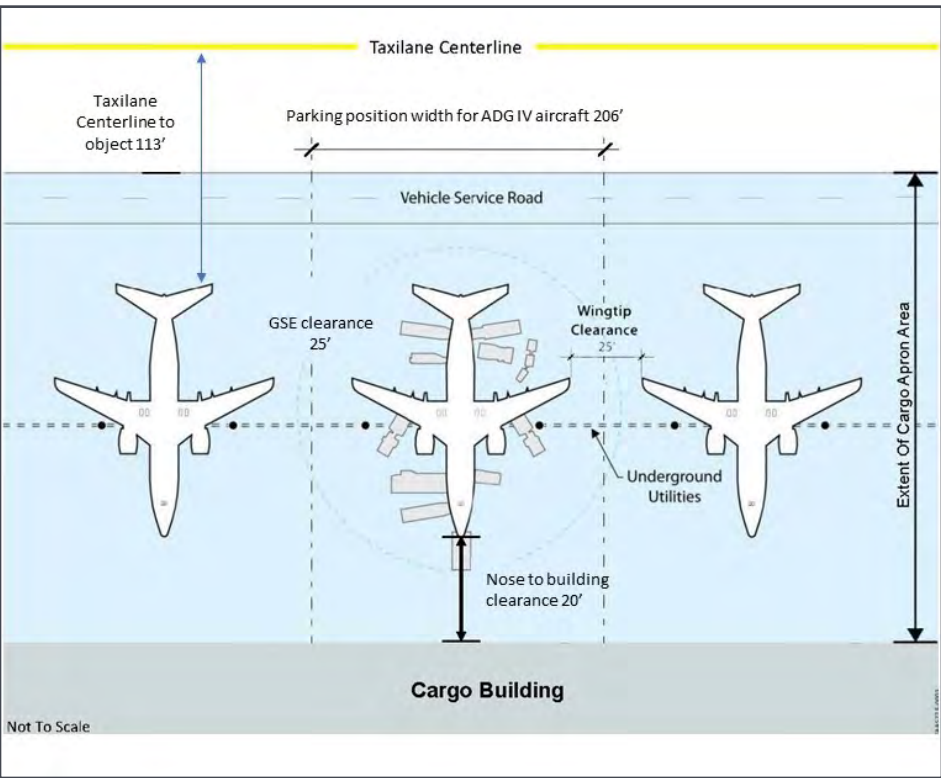 Taxilane Centerline
Taxilane
Centerline to
object 113’
Parking position width for ADG IV aircraft 206’
Vehicle Service Road
GSE clearance
25’
Wingtip
Clearance
25'
Extent Of Cargo Apron Area
Underground
Utilities
Nose to building
clearance 20’
Cargo Building
Not To Scale